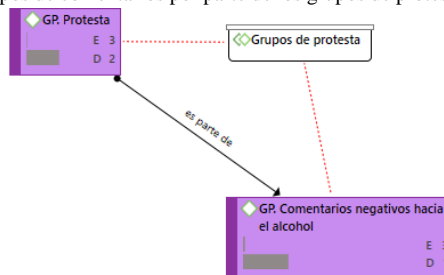 GP. Protesta
E 3
D 2
Grupos de protesta
es parte de
GP. Comentarios negativos hacia
el alcohol
E
D